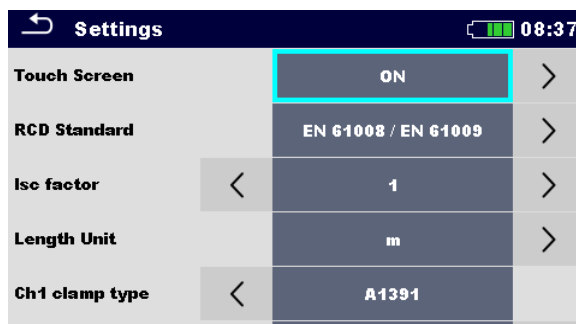 Settings 08:37
Touch Screen ON
RCD Standard EN 61008 / EN 61009
Isc factor 1
Length Unit m
Ch1 clamp type A1391